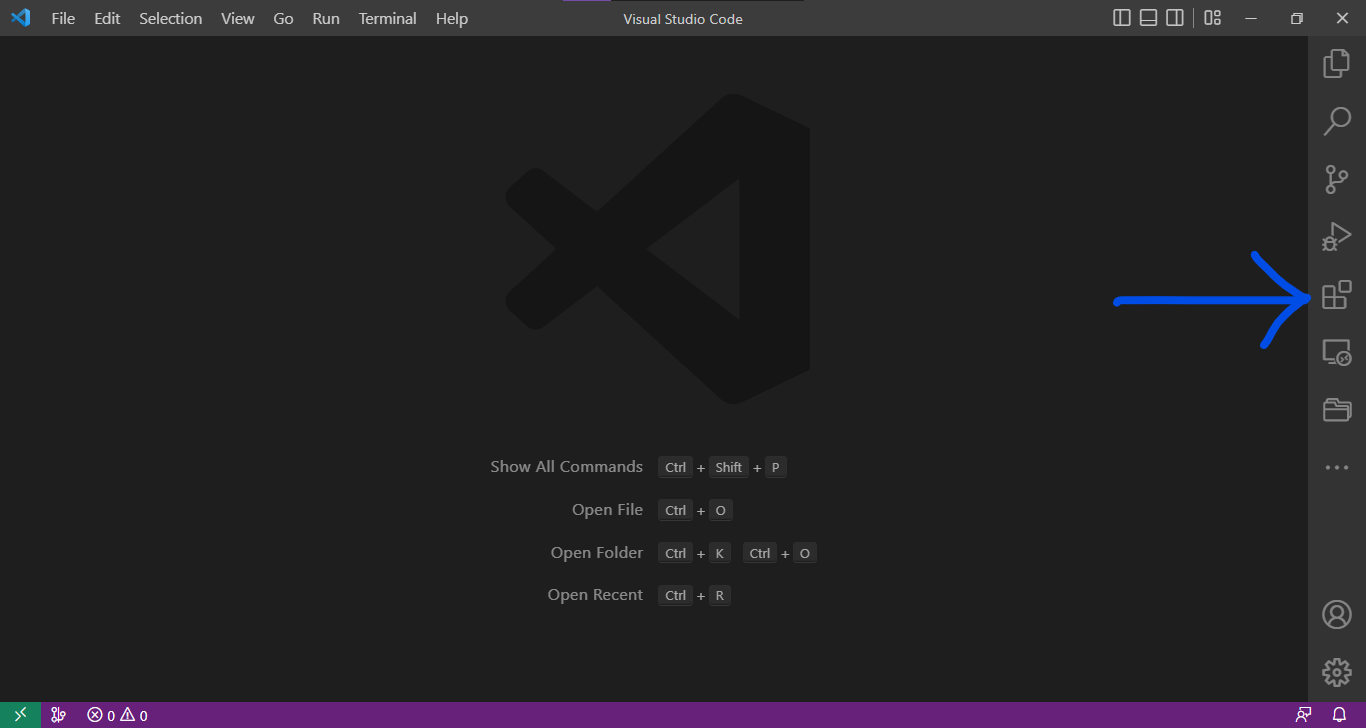 File Edit Selection View Go Run Terminal Help Visual Studio Code
Show All Commands Ctrl + Shift + P
Open File Ctrl + O
Open Folder Ctrl + K Ctrl + O
Open Recent Ctrl + R
0 0